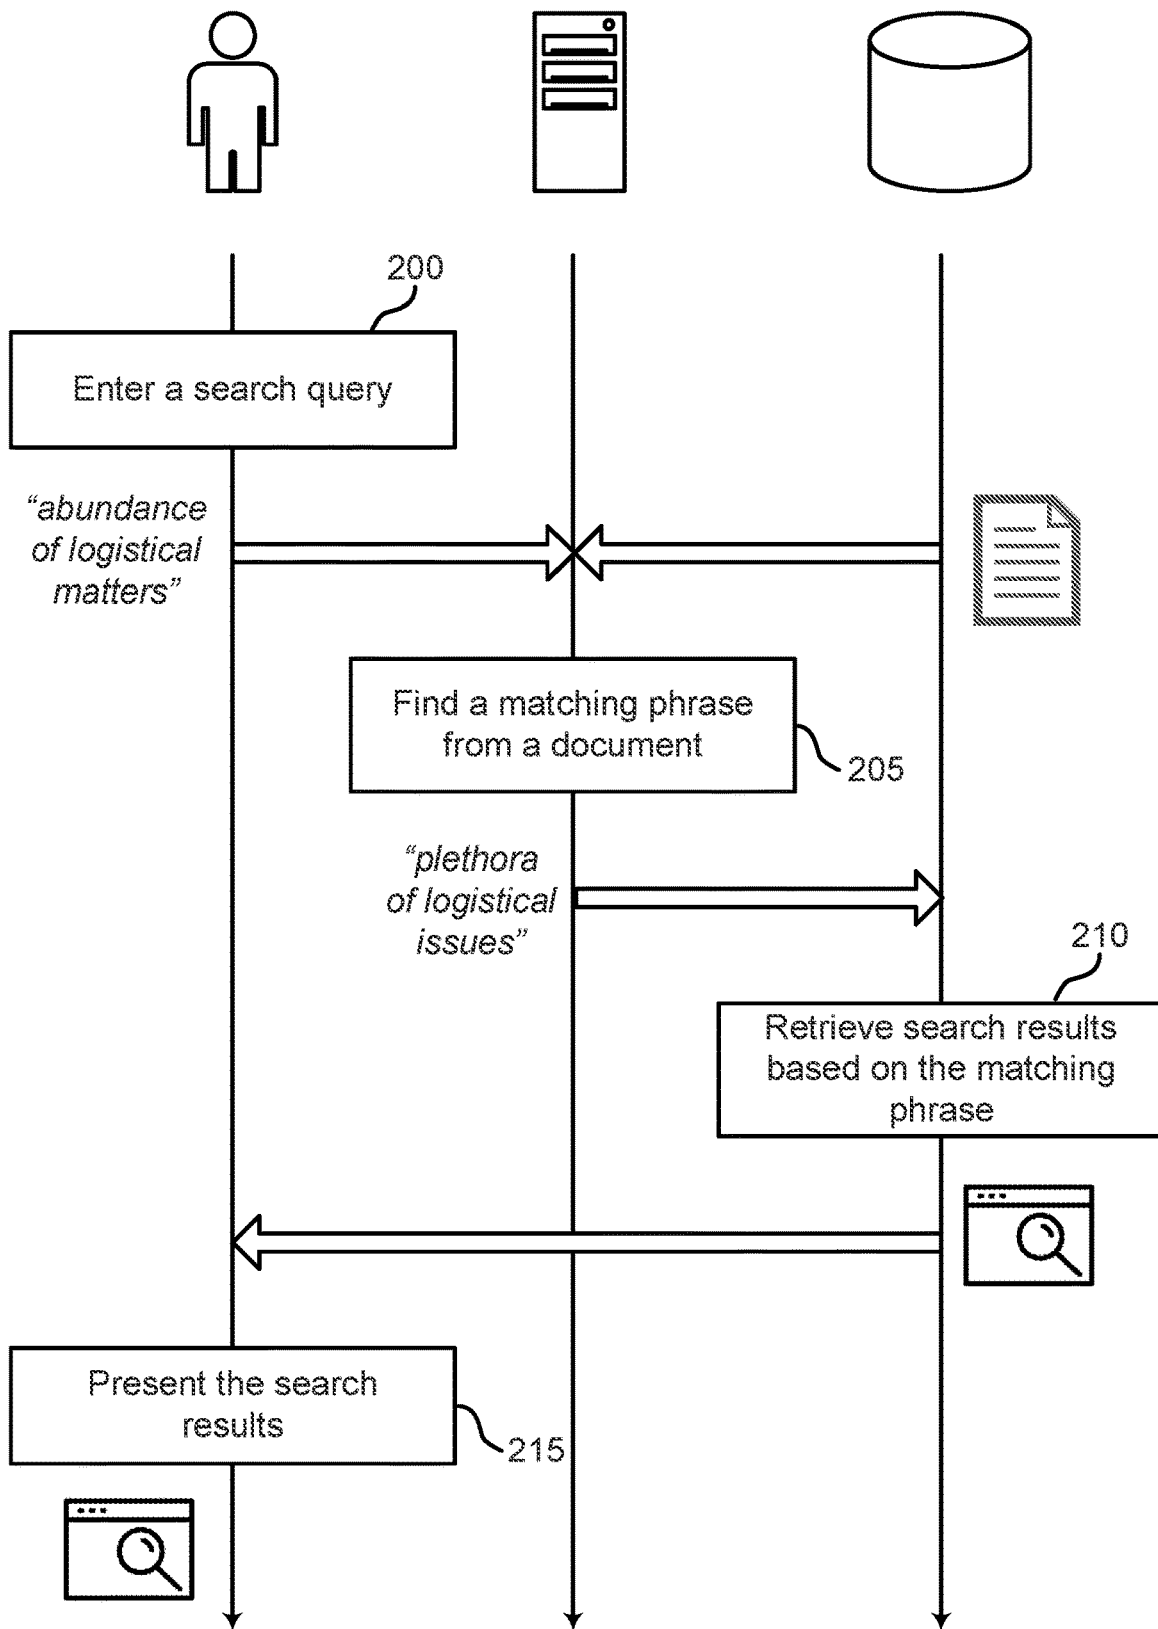 200
Enter a search query
“abundance
of logistical
matters”
Find a matching phrase
from a document
205
“plethora
of logistical
issues”
210
Retrieve search results
based on the matching
phrase
Present the search
results
215